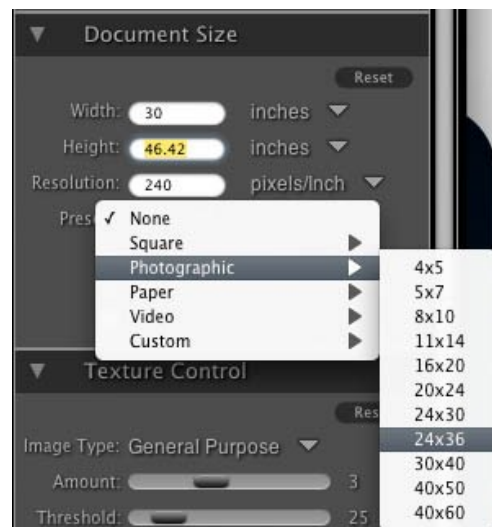 Document Size
Reset
Width: 30 inches
Height: 46.42 inches
Resolution: 240 pixels/Inch
✓ None
Square
Photographic
Paper
Video
Custom
4x5
5x7
8x10
11x14
16x20
20x24
24x30
24x36
30x40
40x50
40x60
Texture Control
Image Type: General Purpose
Amount: 3
Threshold: 25